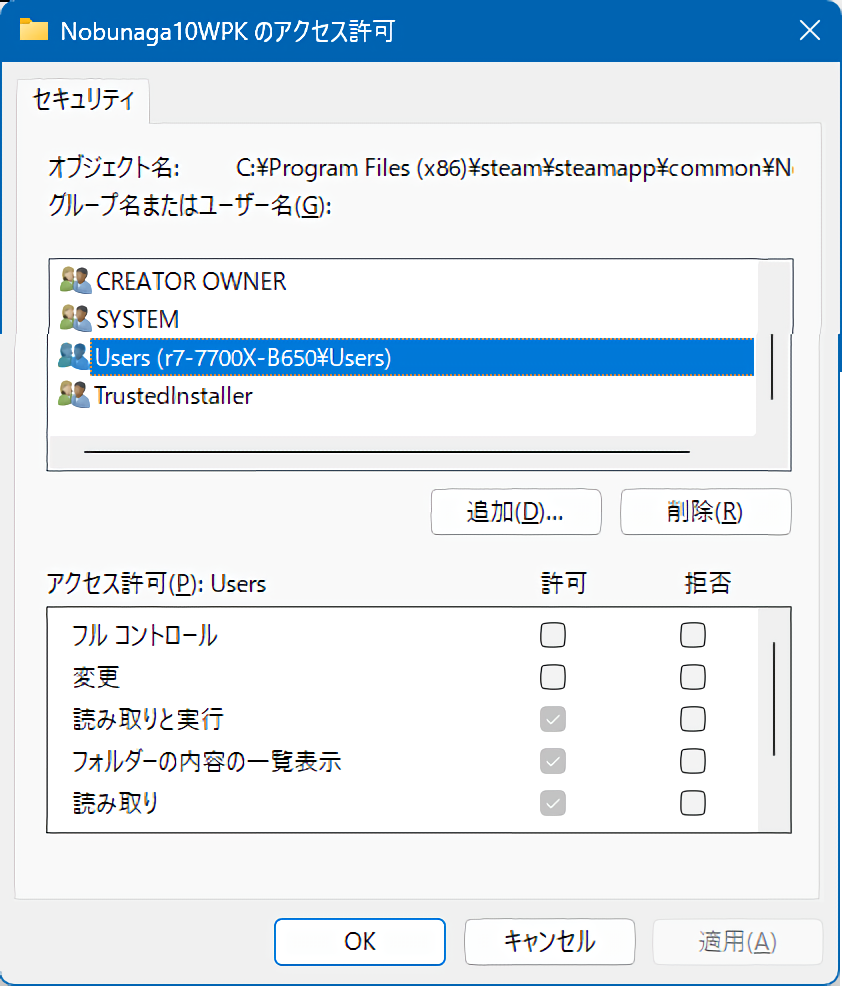 Nobunaga10WPK のアクセス許可
セキュリティ
オブジェクト名: C:¥Program Files (x86)¥steam¥steamapp¥common¥N
グループ名またはユーザー名(G):
CREATOR OWNER
SYSTEM
Users (r7-7700X-B650¥Users)
TrustedInstaller
追加(D)... 削除(R)
アクセス許可(P): Users 許可 拒否
フル コントロール
変更
読み取りと実行
フォルダーの内容の一覧表示
読み取り
OK キャンセル 適用(A)